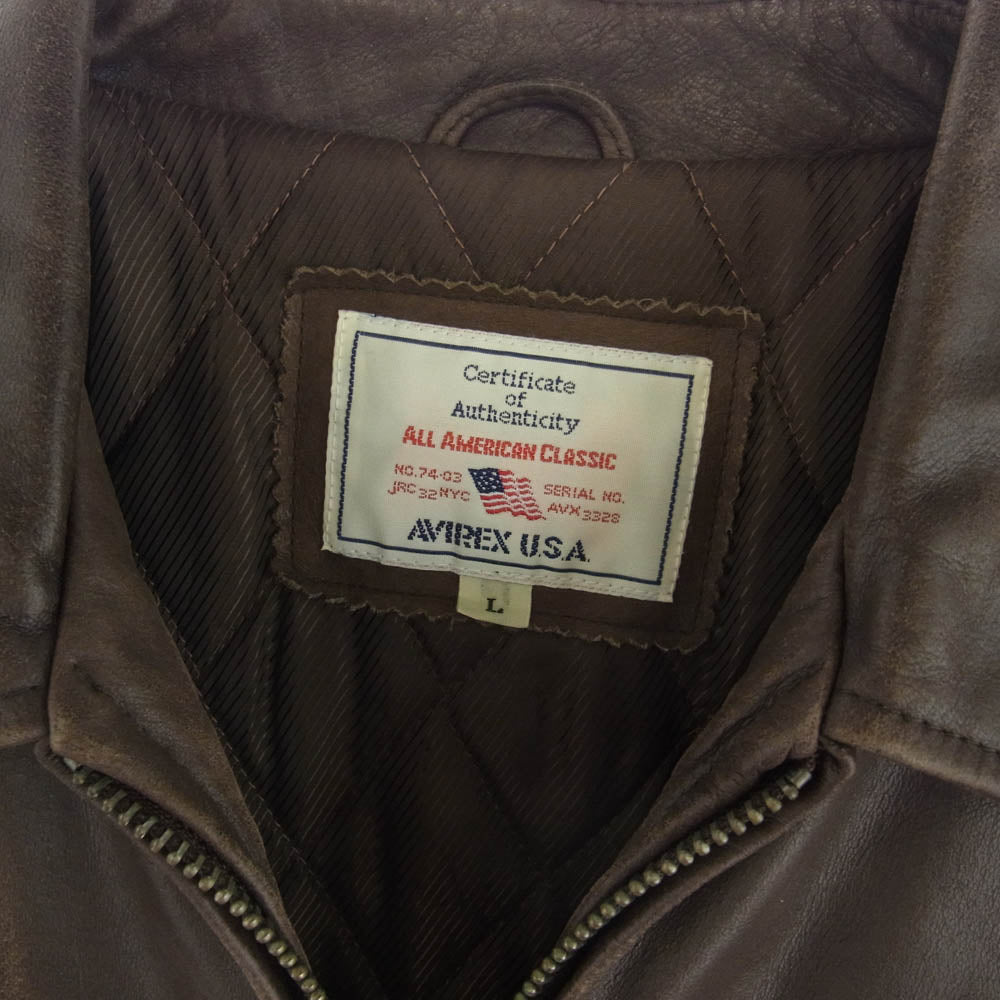 Certificate
of
Authenticity
ALL AMERICAN CLASSIC
NO.74-03
JRC 32 NYC
SERIAL NO.
AVX 3328
AVIREX U.S.A.
L